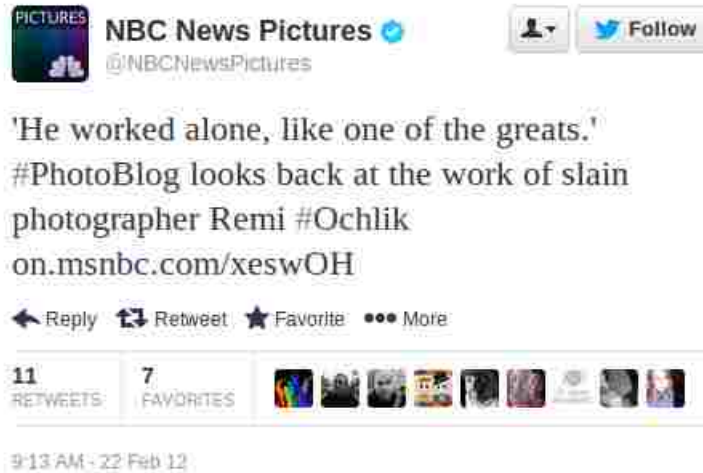 PICTURES
NBC News Pictures
Follow
@NBCNewsPictures
'He worked alone, like one of the greats.'
#PhotoBlog looks back at the work of slain
photographer Remi #Ochlik
on.msnbc.com/xeswOH
Reply Retweet Favorite More
11 7
RETWEETS FAVORITES
9:13 AM - 22 Feb 12